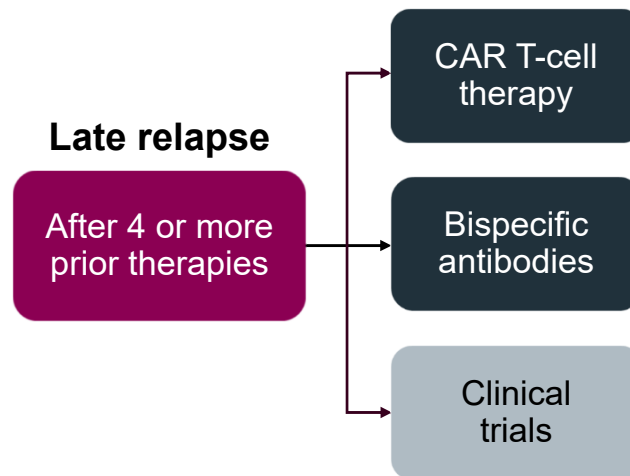 Late relapse
After 4 or more
prior therapies
CAR T-cell
therapy
Bispecific
antibodies
Clinical
trials